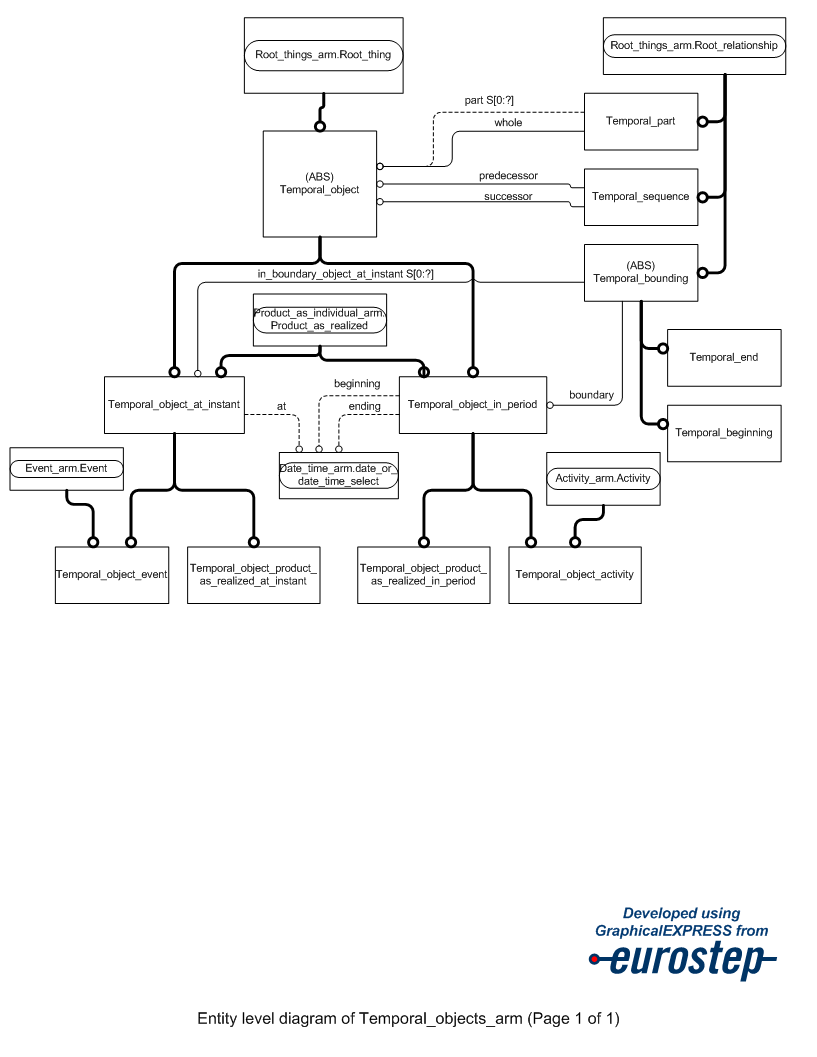 Root_things_arm.Root_thing
Root_things_arm.Root_relationship
part S[0:?]
whole
Temporal_part
(ABS)
Temporal_object
predecessor
successor
Temporal_sequence
in_boundary_object_at_instant S[0:?]
(ABS)
Temporal_bounding
Product_as_individual_arm.
Product_as_realized
Temporal_end
beginning
boundary
Temporal_object_at_instant
at
ending
Temporal_object_in_period
Temporal_beginning
Event_arm.Event
Date_time_arm.date_or_
date_time_select
Activity_arm.Activity
Temporal_object_event
Temporal_object_product_
as_realized_at_instant
Temporal_object_product_
as_realized_in_period
Temporal_object_activity
Developed using
GraphicalEXPRESS from
eurostep
Entity level diagram of Temporal_objects_arm (Page 1 of 1)